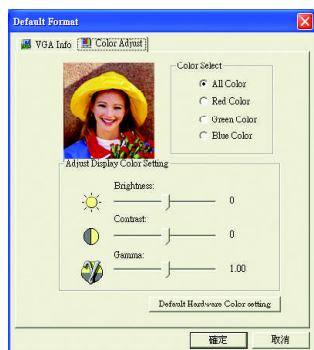 Default Format
VGA Info Color Adjust
Color Select
All Color
Red Color
Green Color
Blue Color
Adjust Display Color Setting
Brightness:
0
Contrast:
0
Gamma:
1.00
Default Hardware Color setting
確定 取消